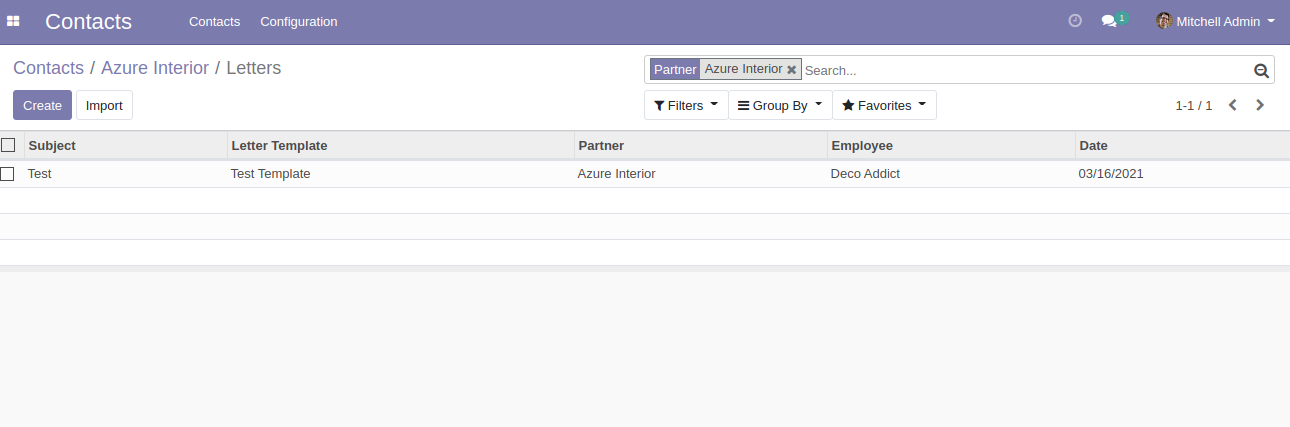 Contacts Contacts Configuration 1 Mitchell Admin
Contacts / Azure Interior / Letters Partner Azure Interior Search...
Create Import Filters Group By Favorites 1-1 / 1
Subject Letter Template Partner Employee Date
Test Test Template Azure Interior Deco Addict 03/16/2021